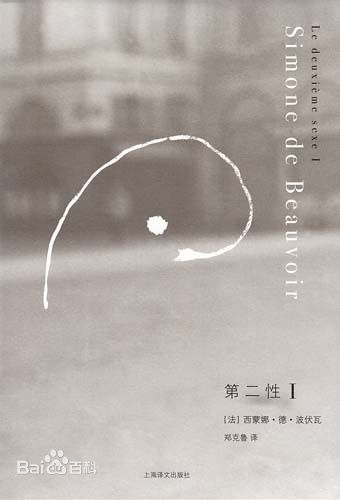 Le deuxième sexe I
Simone de Beauvoir
第二性 I
[法] 西蒙娜·德·波伏瓦
郑克鲁 译
上海译文出版社
Bai百科